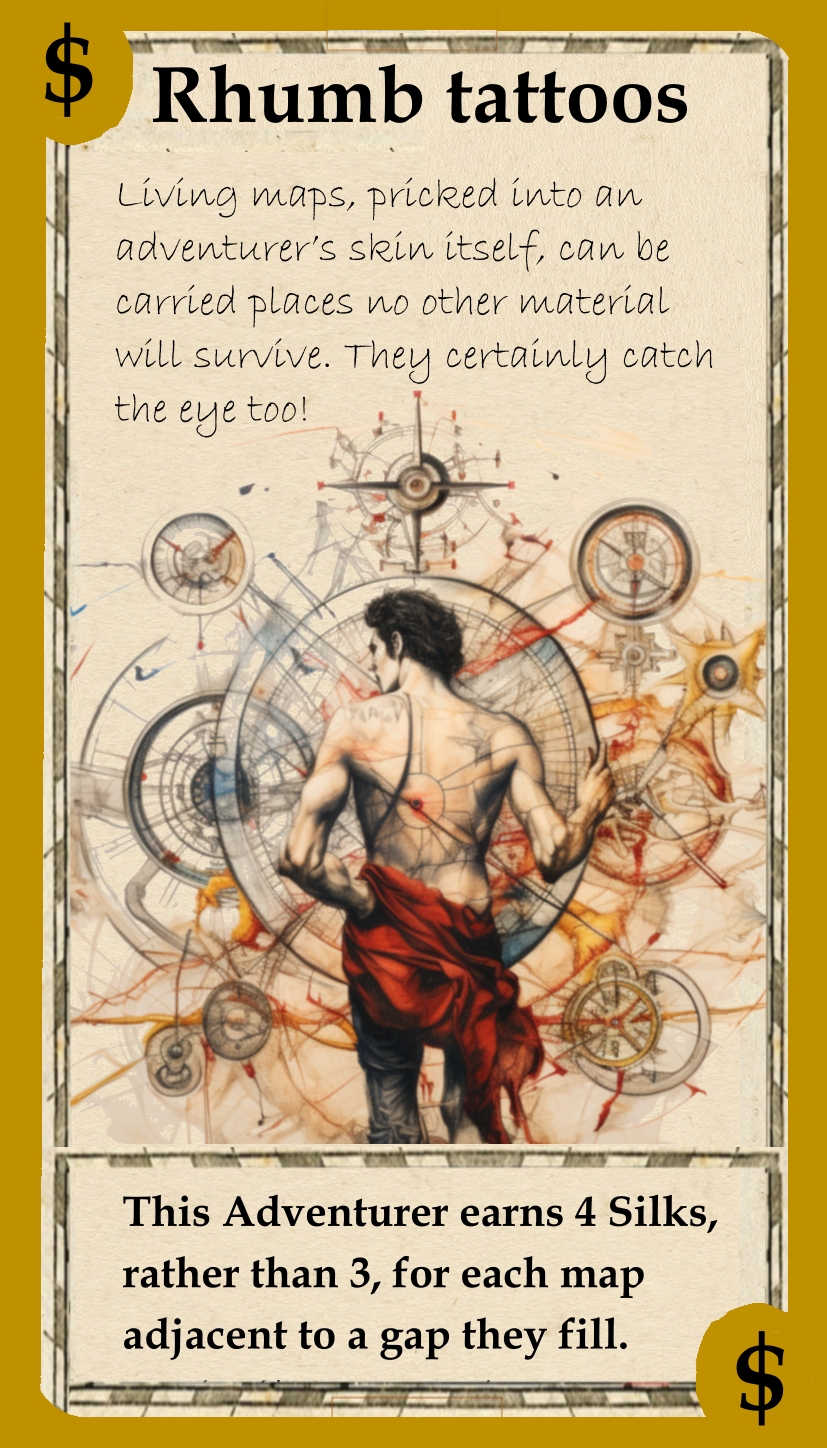 $
Rhumb tattoos
Living maps, pricked into an
adventurer's skin itself, can be
carried places no other material
will survive. They certainly catch
the eye too!
This Adventurer earns 4 Silks,
rather than 3, for each map
adjacent to a gap they fill.
$